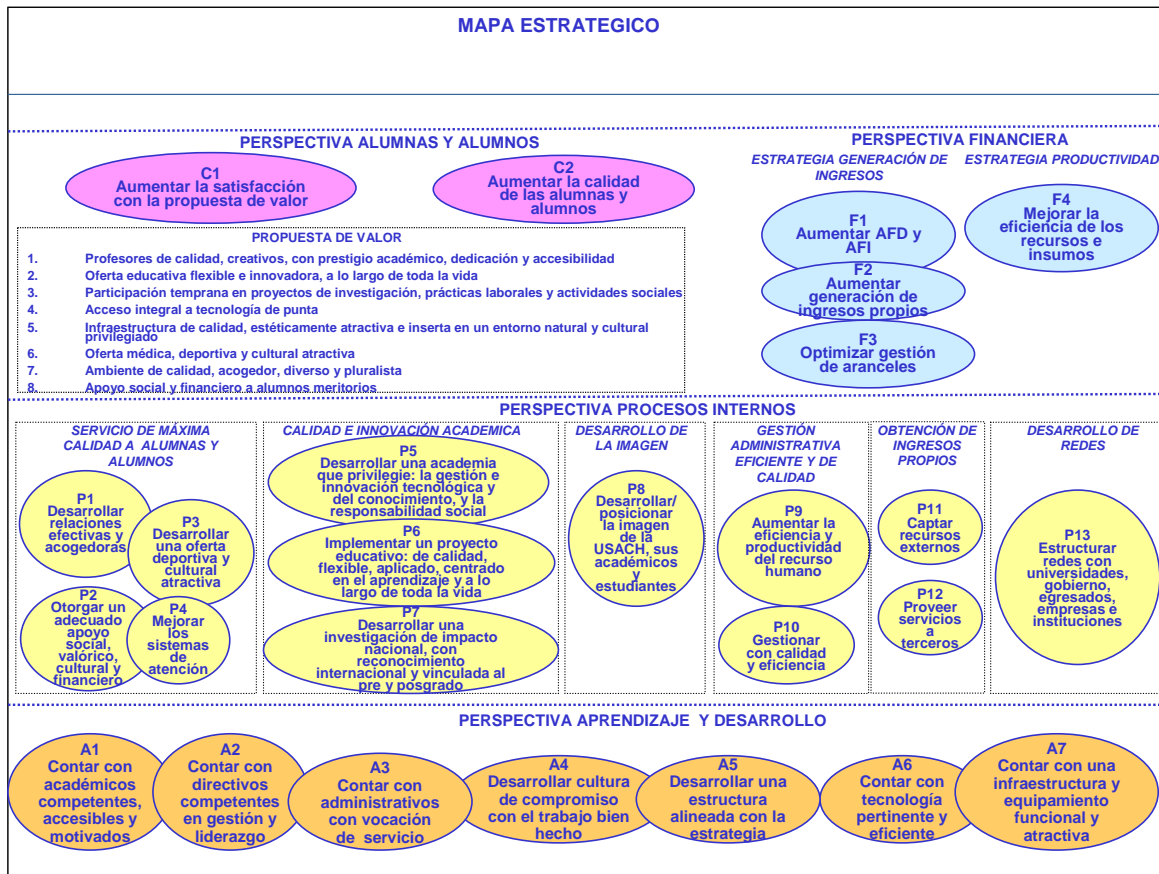 MAPA ESTRATEGICO
PERSPECTIVA ALUMNAS Y ALUMNOS
C1
Aumentar la satisfacción
con la propuesta de valor
C2
Aumentar la calidad
de las alumnas y
alumnos
PROPUESTA DE VALOR
1. Profesores de calidad, creativos, con prestigio académico, dedicación y accesibilidad
2. Oferta educativa flexible e innovadora, a lo largo de toda la vida
3. Participación temprana en proyectos de investigación, prácticas laborales y actividades sociales
4. Acceso integral a tecnología de punta
5. Infraestructura de calidad, estéticamente atractiva e inserta en un entorno natural y cultural
privilegiado
6. Oferta médica, deportiva y cultural atractiva
7. Ambiente de calidad, acogedor, diverso y pluralista
8. Apoyo social y financiero a alumnos meritorios
PERSPECTIVA FINANCIERA
ESTRATEGIA GENERACIÓN DE
INGRESOS
F1
Aumentar AFD y
AFI
F2
Aumentar
generación de
ingresos propios
F3
Optimizar gestión
de aranceles
ESTRATEGIA PRODUCTIVIDAD
F4
Mejorar la
eficiencia de los
recursos e
insumos
PERSPECTIVA PROCESOS INTERNOS
SERVICIO DE MÁXIMA
CALIDAD A ALUMNAS Y
ALUMNOS
P1
Desarrollar
relaciones
efectivas y
acogedoras
P2
Otorgar un
adecuado
apoyo
social,
valórico,
cultural y
financiero
P3
Desarrollar
una oferta
deportiva y
cultural
atractiva
P4
Mejorar
los
sistemas
de
atención
CALIDAD E INNOVACIÓN ACADEMICA
P5
Desarrollar una academia
que privilegie: la gestión e
innovación tecnológica y
del conocimiento, y la
responsabilidad social
P6
Implementar un proyecto
educativo: de calidad,
flexible, aplicado, centrado
en el aprendizaje y a lo
largo de toda la vida
P7
Desarrollar una
investigación de impacto
nacional, con
reconocimiento
internacional y vinculada al
pre y posgrado
DESARROLLO DE
LA IMAGEN
P8
Desarrollar/
posicionar
la imagen
de la
USACH, sus
académicos
y
estudiantes
GESTIÓN
ADMINISTRATIVA
EFICIENTE Y DE
CALIDAD
P9
Aumentar la
eficiencia y
productividad
del recurso
humano
P10
Gestionar
con calidad
y eficiencia
OBTENCIÓN DE
INGRESOS
PROPIOS
P11
Captar
recursos
externos
P12
Proveer
servicios
a
terceros
DESARROLLO DE
REDES
P13
Estructurar
redes con
universidades,
gobierno,
egresados,
empresas e
instituciones
PERSPECTIVA APRENDIZAJE Y DESARROLLO
A1
Contar con
académicos
competentes,
accesibles y
motivados
A2
Contar con
directivos
competentes
en gestión y
liderazgo
A3
Contar con
administrativos
con vocación
de servicio
A4
Desarrollar cultura
de compromiso
con el trabajo bien
hecho
A5
Desarrollar una
estructura
alineada con la
estrategia
A6
Contar con
tecnología
pertinente y
eficiente
A7
Contar con una
infraestructura y
equipamiento
funcional y
atractiva